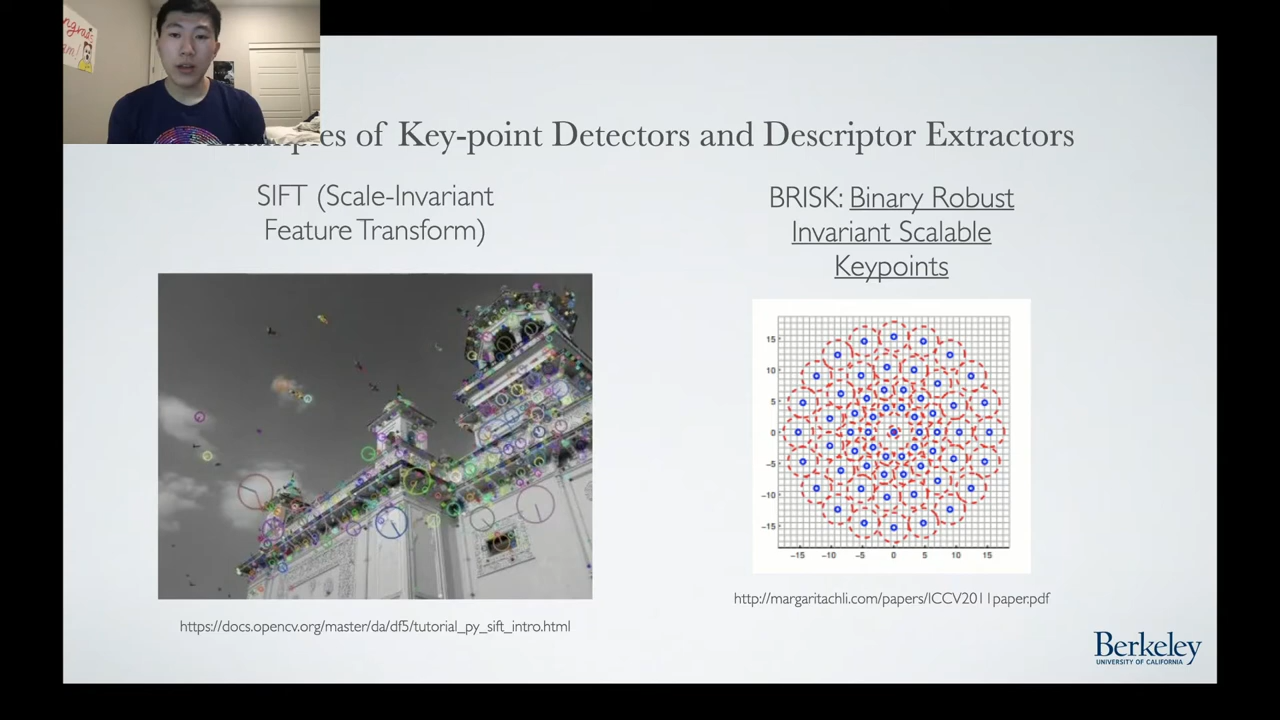 of Key-point Detectors and Descriptor Extractors
SIFT (Scale-Invariant
Feature Transform)
BRISK: Binary Robust
Invariant Scalable
Keypoints
15
10
5
0
−5
−10
−15
−15 −10 −5 0 5 10 15
https://docs.opencv.org/master/da/df5/tutorial_py_sift_intro.html
http://margaritachli.com/papers/ICCV2011paper.pdf
Berkeley
UNIVERSITY OF CALIFORNIA